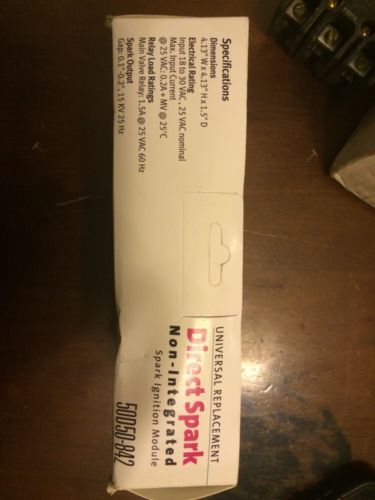 Specifications
Dimensions
4.13" W x 4.13" H x 1.5" D
Electrical Rating
Input 18 to 30 VAC, 25 VAC nominal
Max. Input Current
@ 25 VAC: 0.2A + MV @ 25°C
Relay Load Ratings
Main Valve Relay: 1.5A @ 25 VAC 60 Hz
Spark Output
Gap: 0.1"-0.2", 15 KV 25 Hz
UNIVERSAL REPLACEMENT
Direct Spark
Non-Integrated
Spark Ignition Module
50D50-842